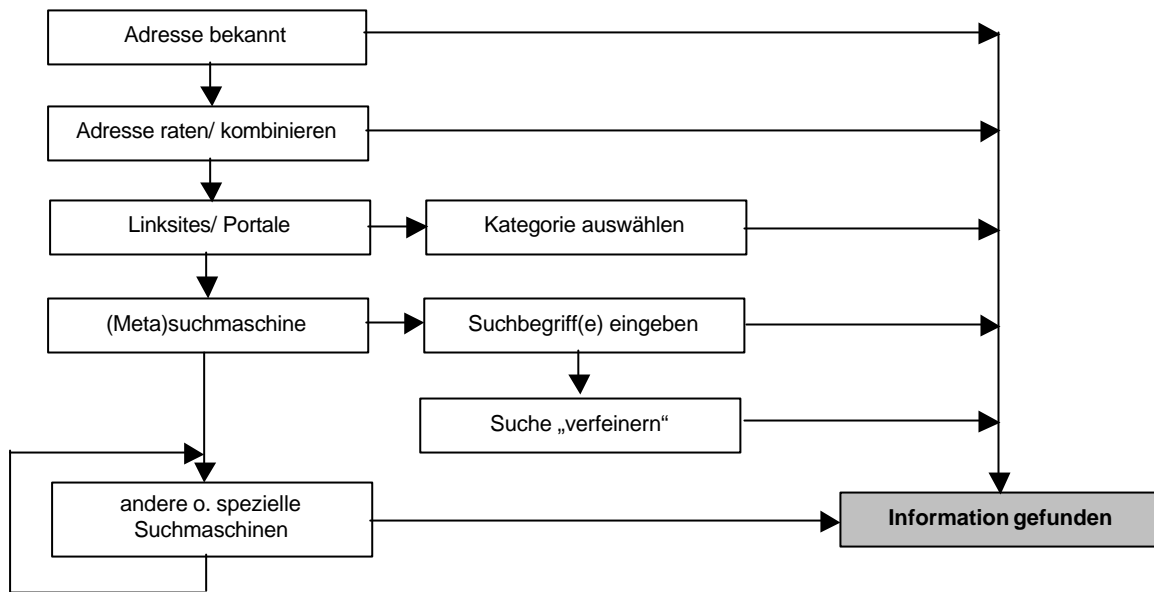 Adresse bekannt
Adresse raten/ kombinieren
Linksites/ Portale
Kategorie auswählen
(Meta)suchmaschine
Suchbegriff(e) eingeben
Suche „verfeinern“
andere o. spezielle
Suchmaschinen
Information gefunden